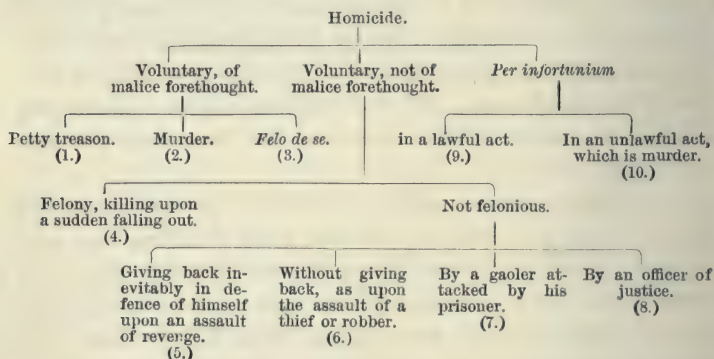 Homicide.
Voluntary, of
malice forethought.
Voluntary, not of
malice forethought.
Per infortunium
Petty treason.
(1.)
Murder.
(2.)
Felo de se.
(3.)
in a lawful act.
(9.)
In an unlawful act,
which is murder.
(10.)
Felony, killing upon
a sudden falling out.
(4.)
Not felonious.
Giving back in-
evitably in de-
fence of himself
upon an assault
of revenge.
(5.)
Without giving
back, as upon
the assault of a
thief or robber.
(6.)
By a gaoler at-
tacked by his
prisoner.
(7.)
By an officer of
justice.
(8.)